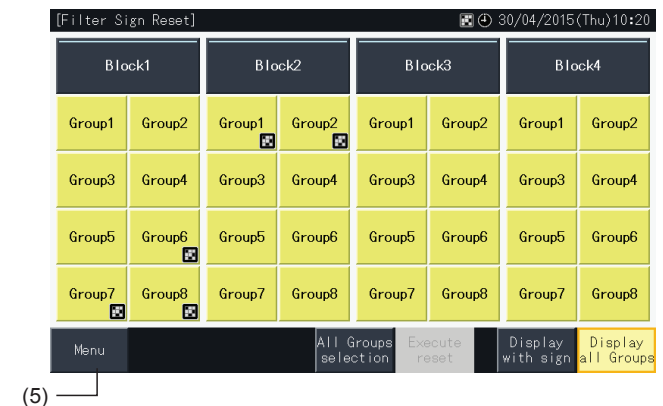 [Filter Sign Reset] 30/04/2015(Thu)10:20
Block1 Block2 Block3 Block4
Group1 Group2 Group1 Group2 Group1 Group2 Group1 Group2
Group3 Group4 Group3 Group4 Group3 Group4 Group3 Group4
Group5 Group6 Group5 Group6 Group5 Group6 Group5 Group6
Group7 Group8 Group7 Group8 Group7 Group8 Group7 Group8
Menu
All Groups
selection
Execute
reset
Display
with sign
Display
all Groups
(5)